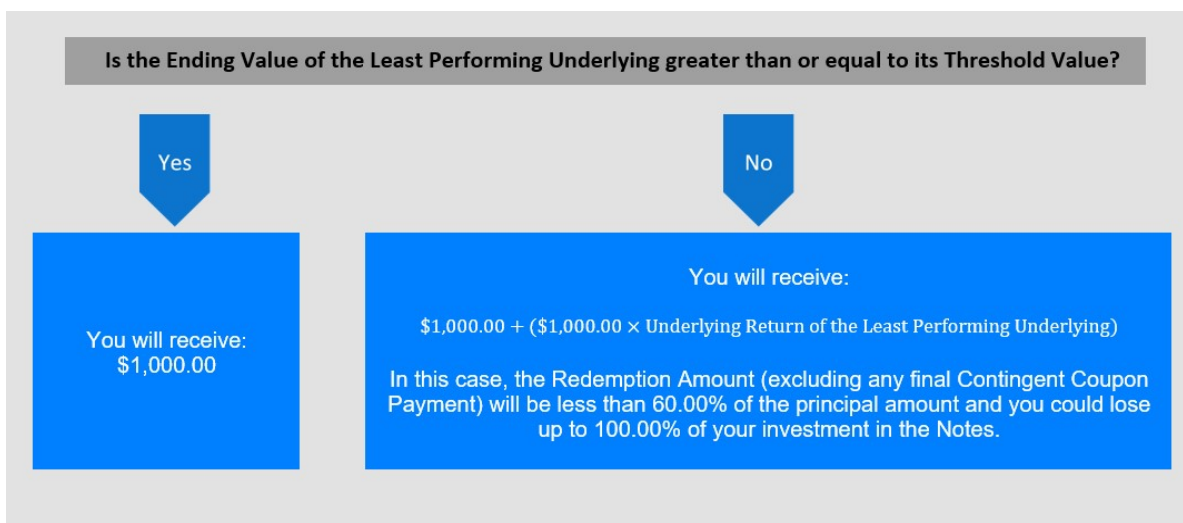 Is the Ending Value of the Least Performing Underlying greater than or equal to its Threshold Value?
Yes
No
You will receive:
$1,000.00
You will receive:
$1,000.00 + ($1,000.00 × Underlying Return of the Least Performing Underlying)
In this case, the Redemption Amount (excluding any final Contingent Coupon
Payment) will be less than 60.00% of the principal amount and you could lose
up to 100.00% of your investment in the Notes.